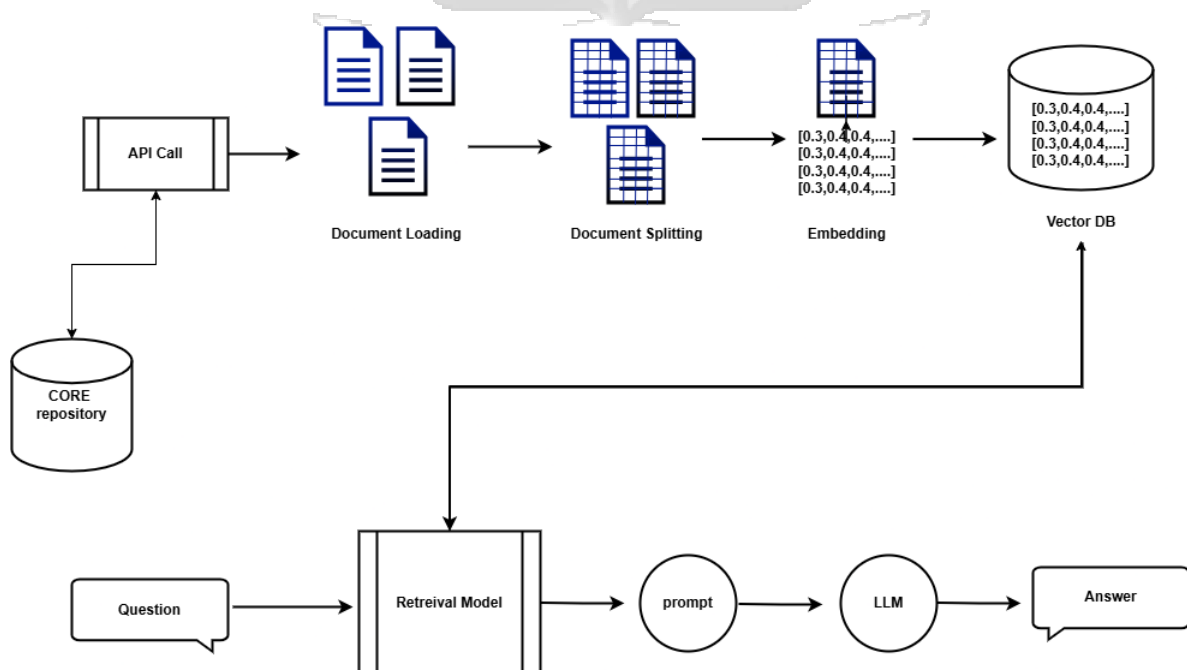 API Call
Document Loading
Document Splitting
[0.3,0.4,0.4,....]
[0.3,0.4,0.4,....]
[0.3,0.4,0.4,....]
[0.3,0.4,0.4,....]
Embedding
[0.3,0.4,0.4,....]
[0.3,0.4,0.4,....]
[0.3,0.4,0.4,....]
[0.3,0.4,0.4,....]
Vector DB
CORE
repository
Question
Retreival Model
prompt
LLM
Answer